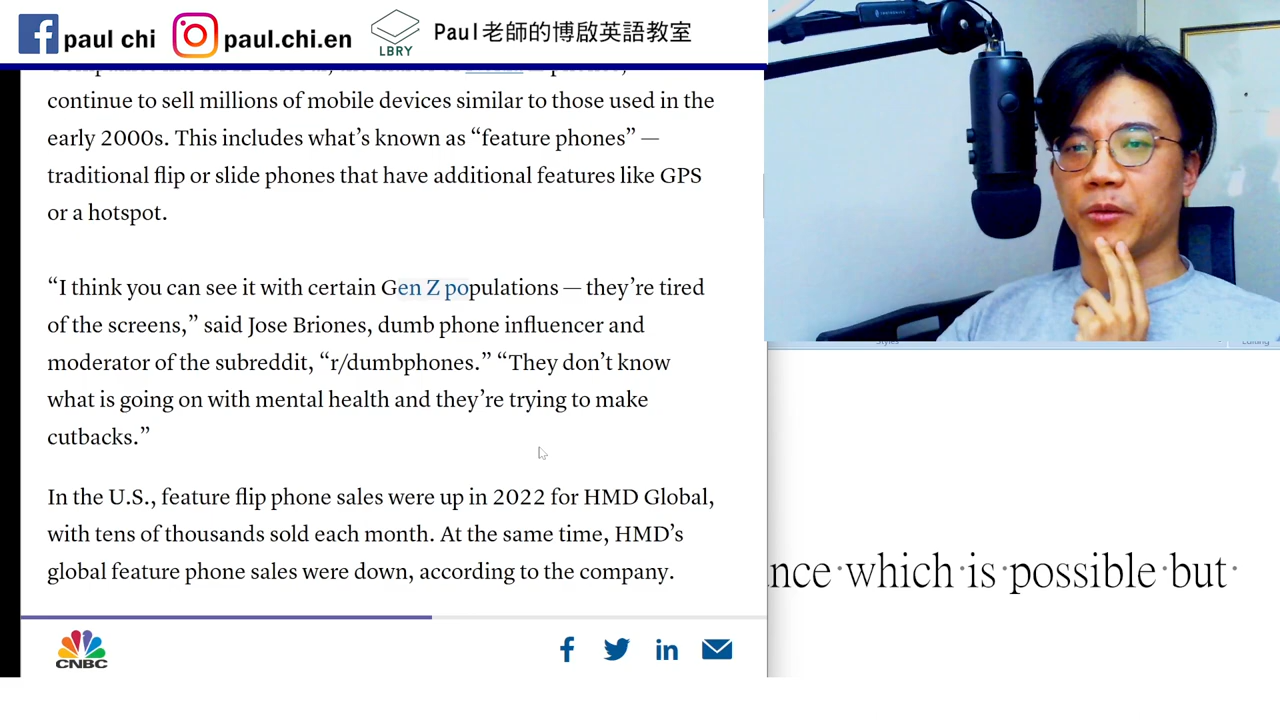 paul chi
paul.chi.en
LBRY
Paul老師的博啟英語教室
continue to sell millions of mobile devices similar to those used in the
early 2000s. This includes what’s known as “feature phones” —
traditional flip or slide phones that have additional features like GPS
or a hotspot.
“I think you can see it with certain Gen Z populations — they’re tired
of the screens,” said Jose Briones, dumb phone influencer and
moderator of the subreddit, “r/dumbphones.” “They don’t know
what is going on with mental health and they’re trying to make
cutbacks.”
In the U.S., feature flip phone sales were up in 2022 for HMD Global,
with tens of thousands sold each month. At the same time, HMD’s
global feature phone sales were down, according to the company.
CNBC
which·is·possible·but·